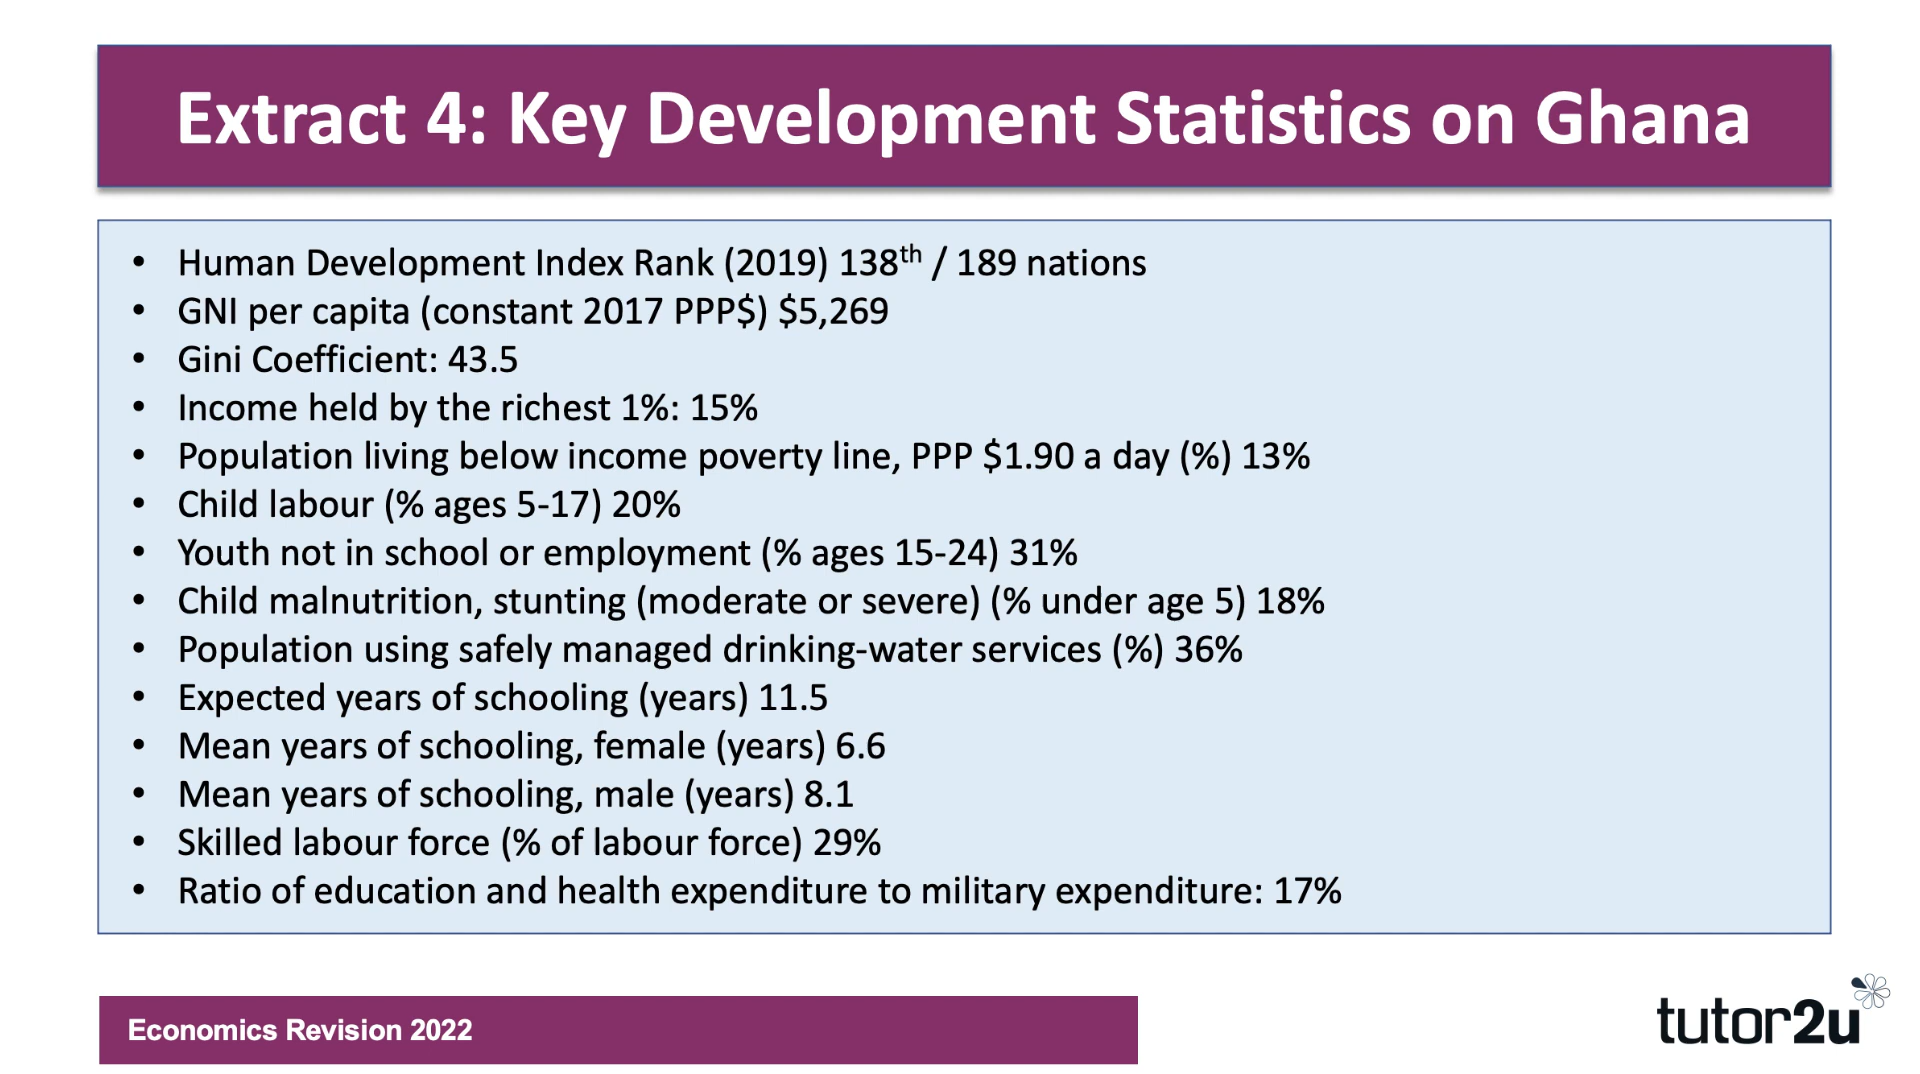 Extract 4: Key Development Statistics on Ghana
• Human Development Index Rank (2019) 138th / 189 nations
• GNI per capita (constant 2017 PPP$) $5,269
• Gini Coefficient: 43.5
• Income held by the richest 1%: 15%
• Population living below income poverty line, PPP $1.90 a day (%) 13%
• Child labour (% ages 5-17) 20%
• Youth not in school or employment (% ages 15-24) 31%
• Child malnutrition, stunting (moderate or severe) (% under age 5) 18%
• Population using safely managed drinking-water services (%) 36%
• Expected years of schooling (years) 11.5
• Mean years of schooling, female (years) 6.6
• Mean years of schooling, male (years) 8.1
• Skilled labour force (% of labour force) 29%
• Ratio of education and health expenditure to military expenditure: 17%
Economics Revision 2022
tutor2u